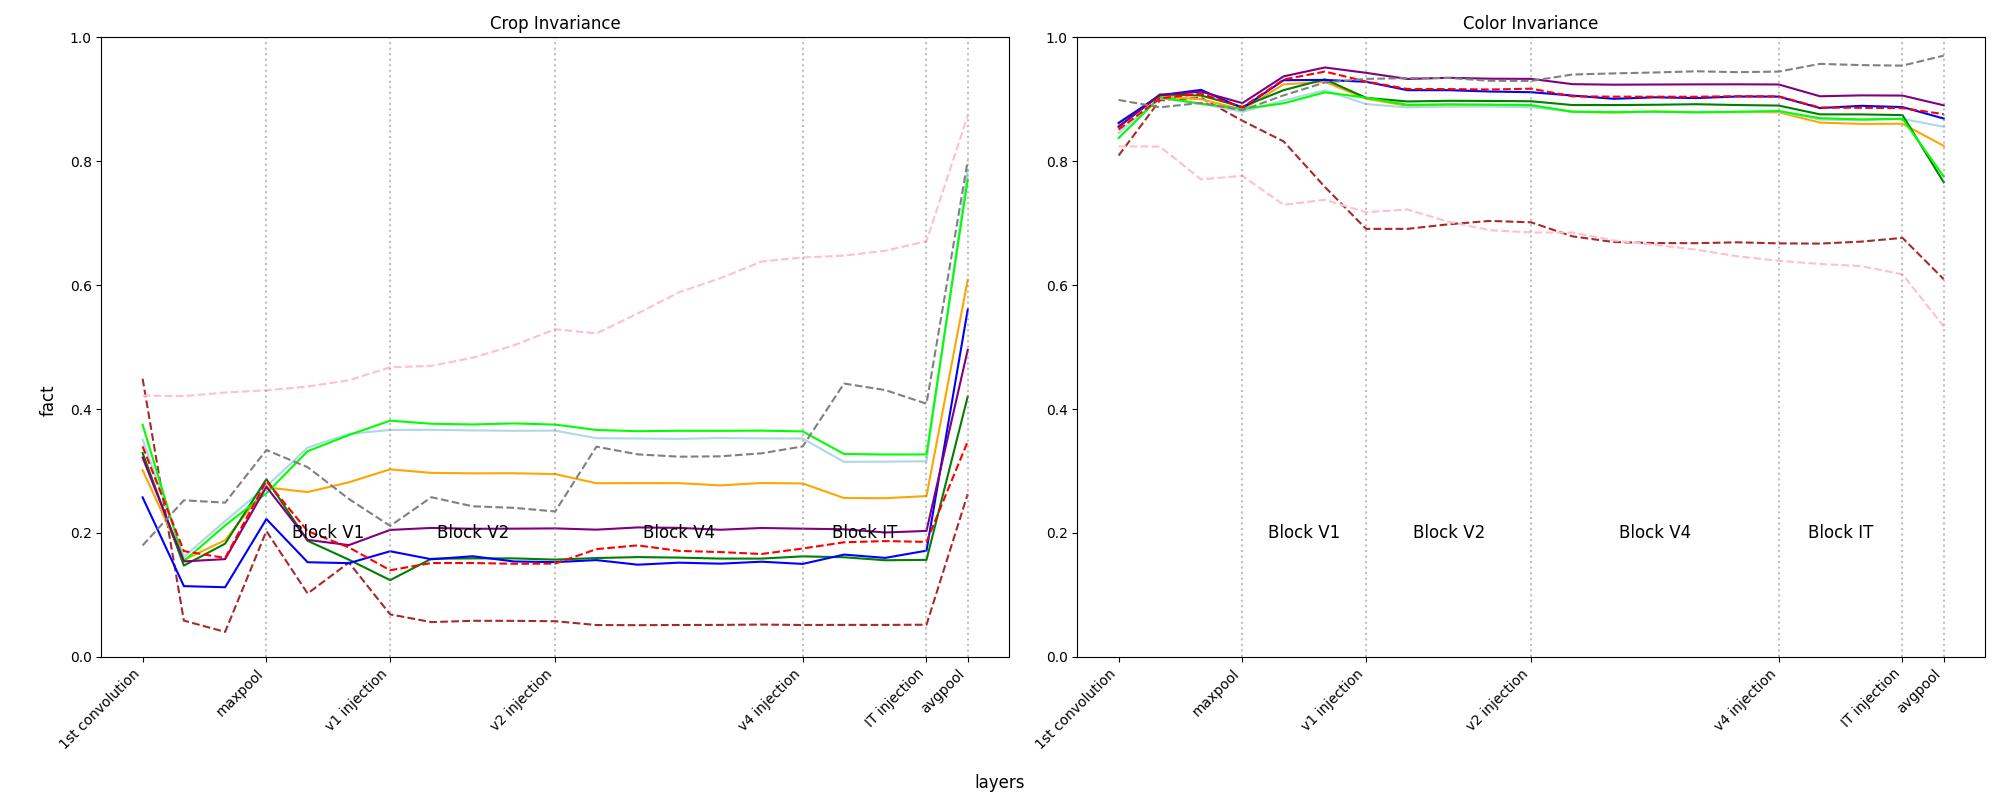 Crop Invariance
1.0
0.8
0.6
0.4
0.2
0.0
fact
Block V1
Block V2
Block V4
Block IT
1st convolution
maxpool
v1 injection
v2 injection
v4 injection
IT injection
avgpool
Color Invariance
1.0
0.8
0.6
0.4
0.2
0.0
Block V1
Block V2
Block V4
Block IT
1st convolution
maxpool
v1 injection
v2 injection
v4 injection
IT injection
avgpool
layers